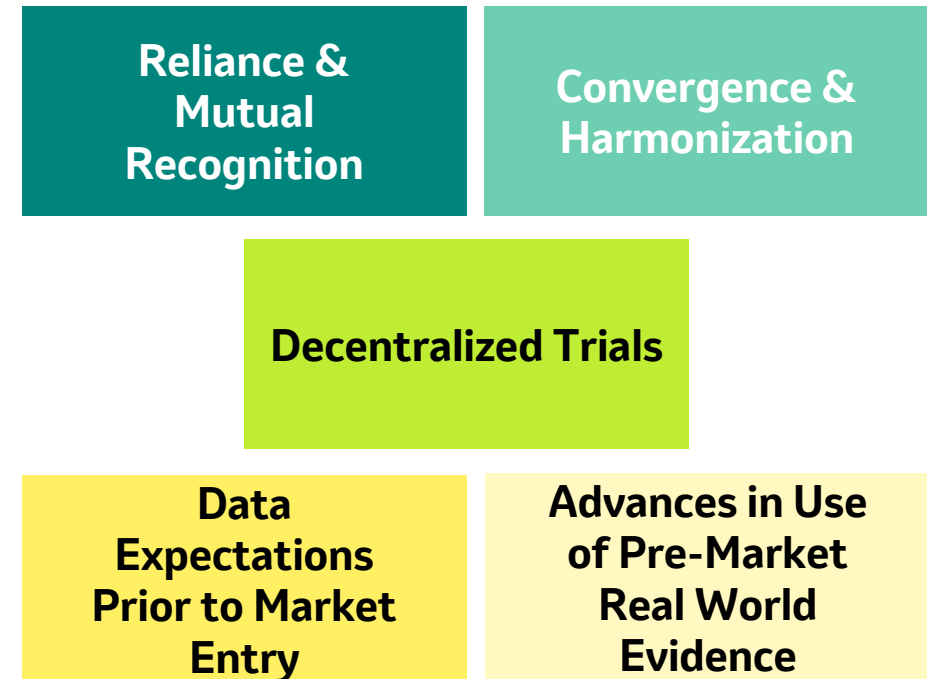 Reliance &
Mutual
Recognition
Convergence &
Harmonization
Decentralized Trials
Data
Expectations
Prior to Market
Entry
Advances in Use
of Pre-Market
Real World
Evidence